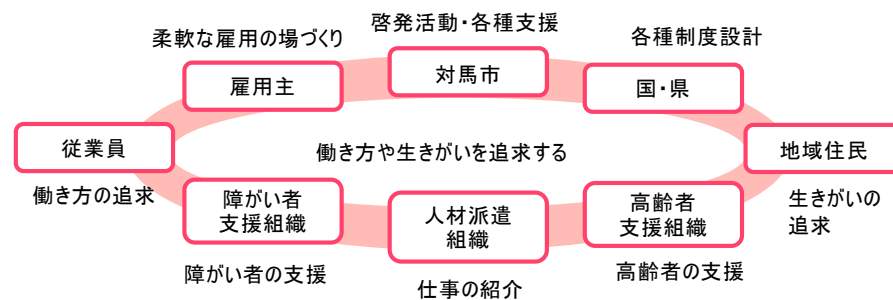 柔軟な雇用の場づくり
啓発活動・各種支援
各種制度設計
雇用主
対馬市
国・県
従業員
働き方や生きがいを追求する
地域住民
働き方の追求
障がい者
支援組織
人材派遣
組織
高齢者
支援組織
生きがいの
追求
障がい者の支援
仕事の紹介
高齢者の支援